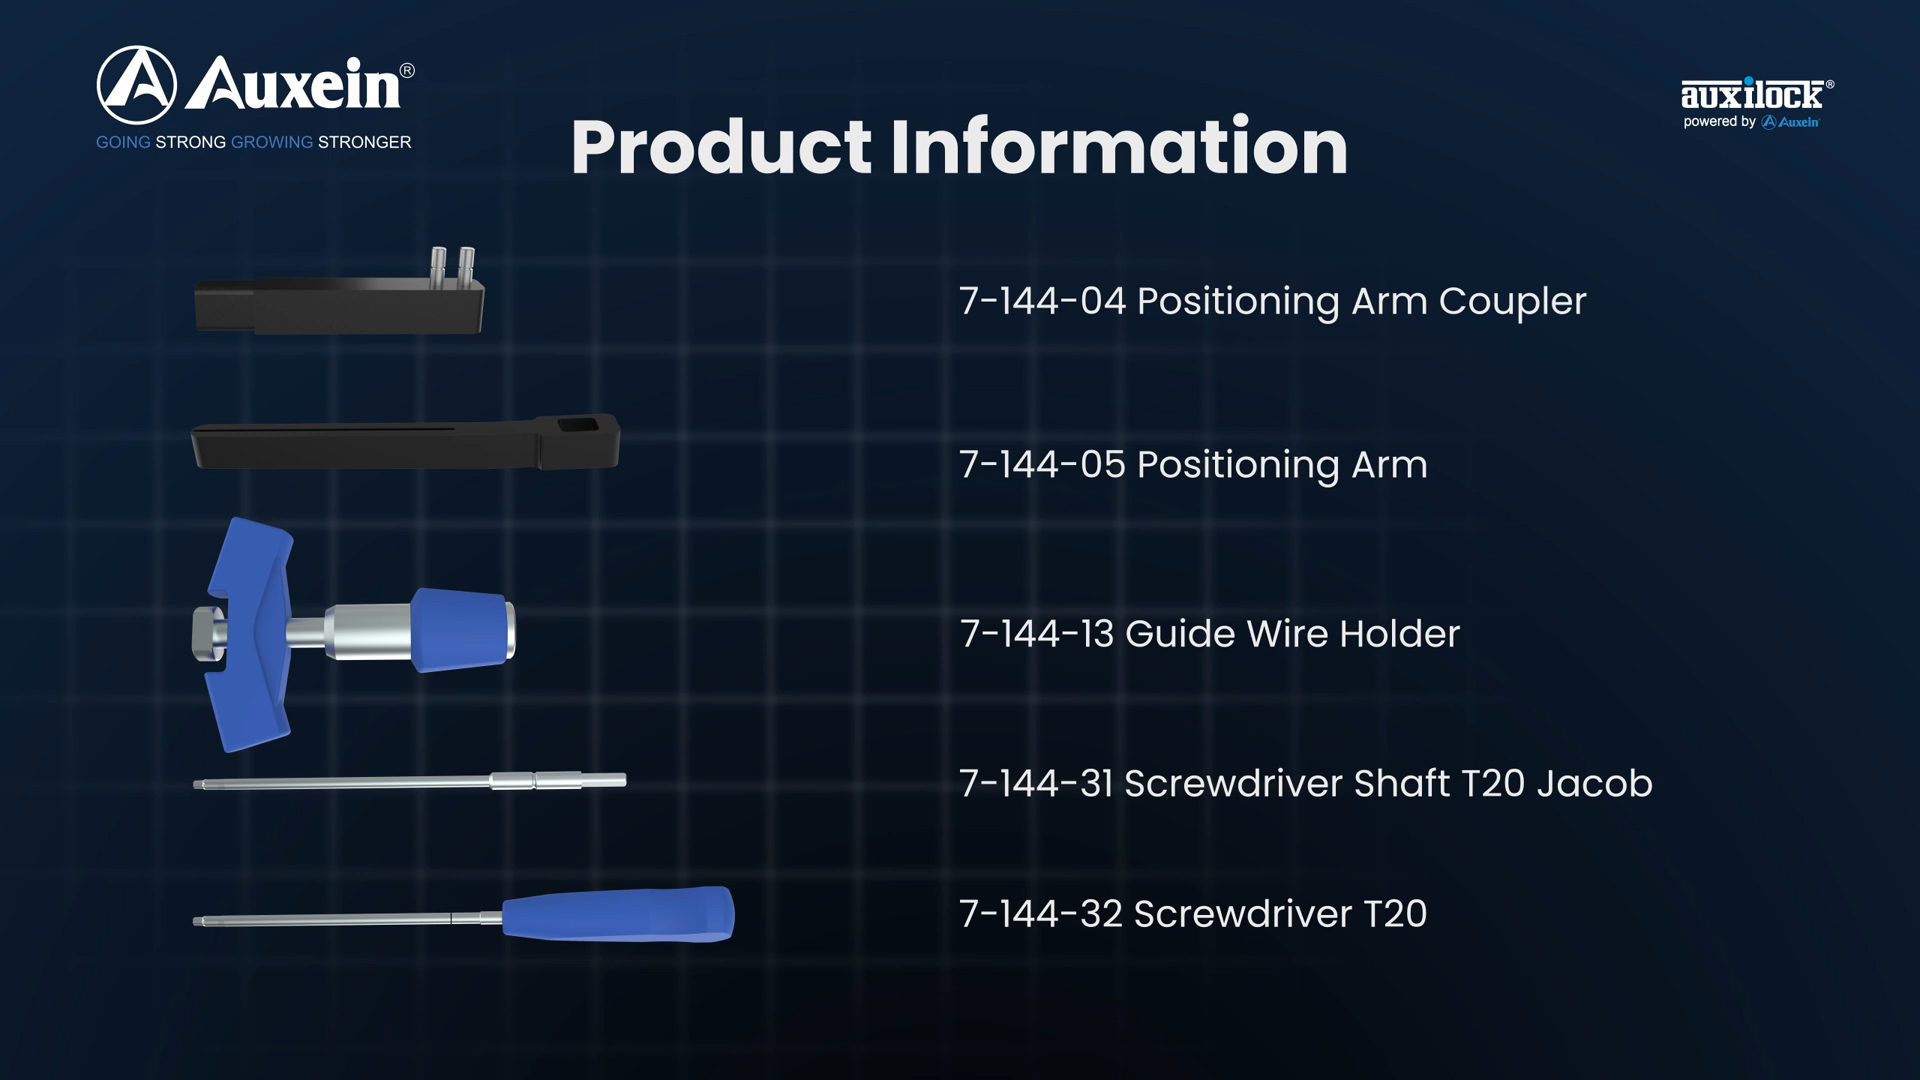 Auxein®
GOING STRONG GROWING STRONGER
auxilock®
powered by Auxein
Product Information
7-144-04 Positioning Arm Coupler
7-144-05 Positioning Arm
7-144-13 Guide Wire Holder
7-144-31 Screwdriver Shaft T20 Jacob
7-144-32 Screwdriver T20